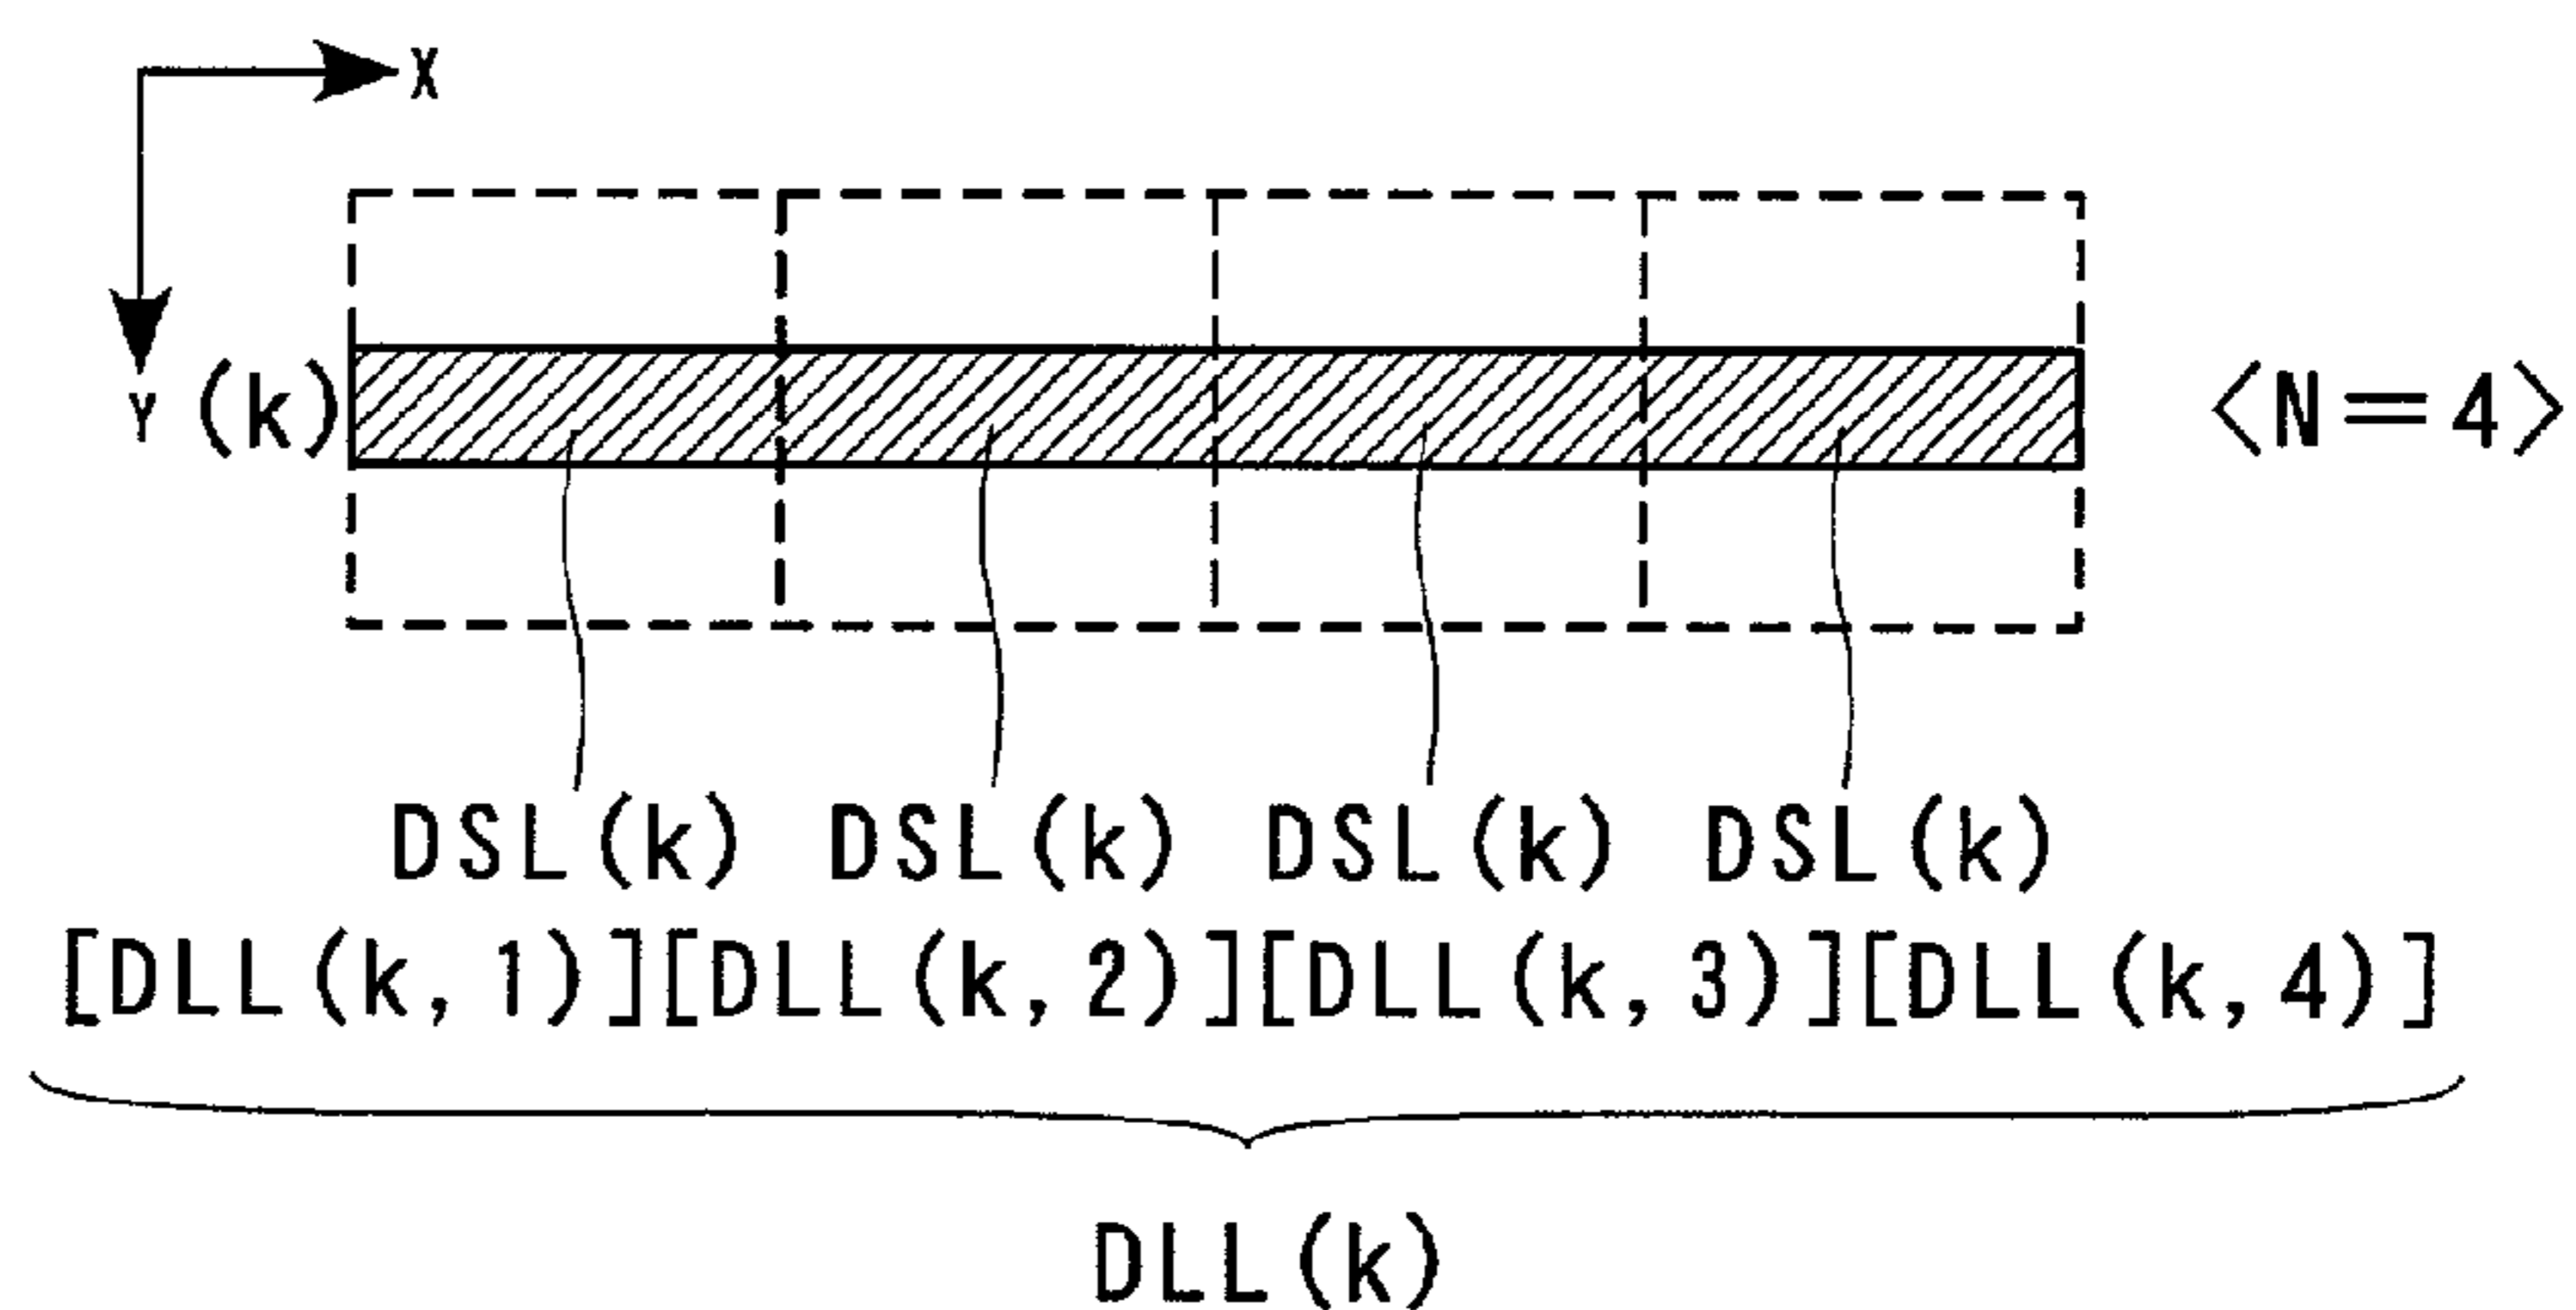 X
Y (k) <N=4>
DSL(k) DSL(k) DSL(k) DSL(k)
[DLL(k,1)][DLL(k,2)][DLL(k,3)][DLL(k,4)]
DLL(k)